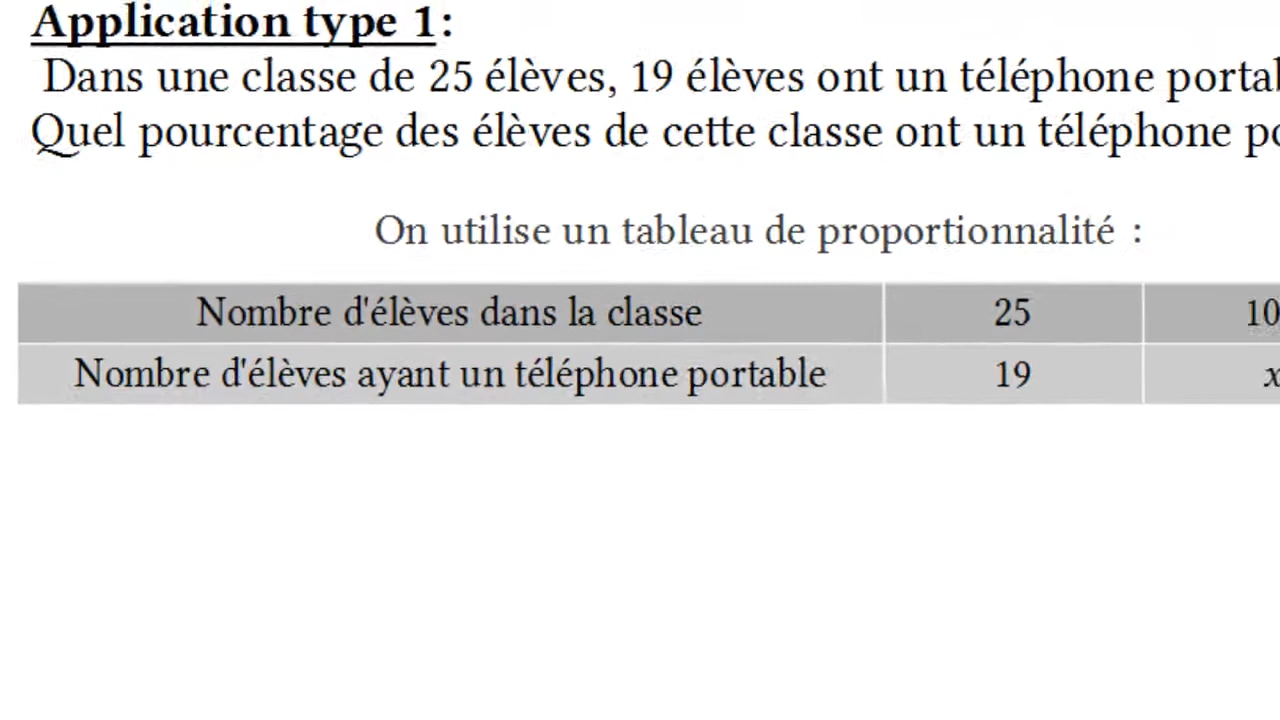 Application type 1:
Dans une classe de 25 élèves, 19 élèves ont un téléphone
Quel pourcentage des élèves de cette classe ont un téléphone
On utilise un tableau de proportionnalité :
Nombre d'élèves dans la classe 25 10
Nombre d'élèves ayant un téléphone portable 19 x